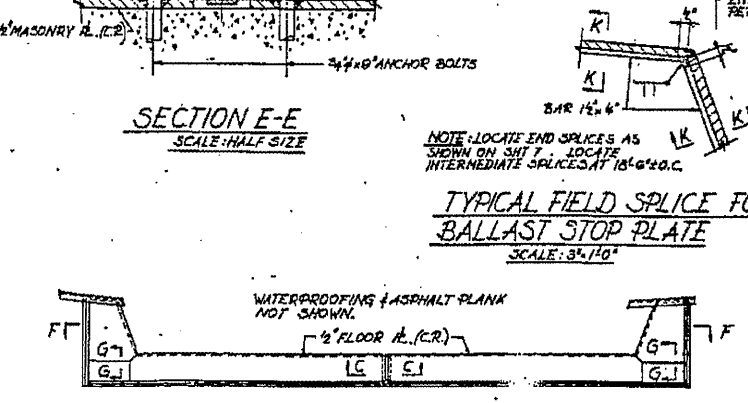 ½" MASONRY PL. (C.R.)
¾"φ x 9" ANCHOR BOLTS
SECTION E-E
SCALE: HALF SIZE
K
4"
K
BAR 1½" x 4"
K
K
NOTE: LOCATE END SPLICES AS
SHOWN ON SHT 7. LOCATE
INTERMEDIATE SPLICES AT 18'-6"± O.C.
TYPICAL FIELD SPLICE FO
BALLAST STOP PLATE
SCALE: 3"=1'-0"
WATERPROOFING & ASPHALT PLANK
NOT SHOWN.
F
F
½" FLOOR PL. (C.R.)
G
G
C
C
G
G